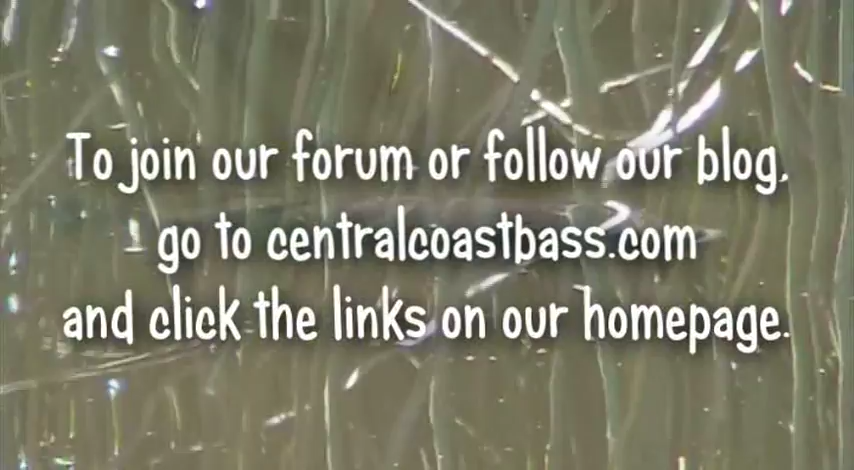 To join our forum or follow our blog,
go to centralcoastbass.com
and click the links on our homepage.